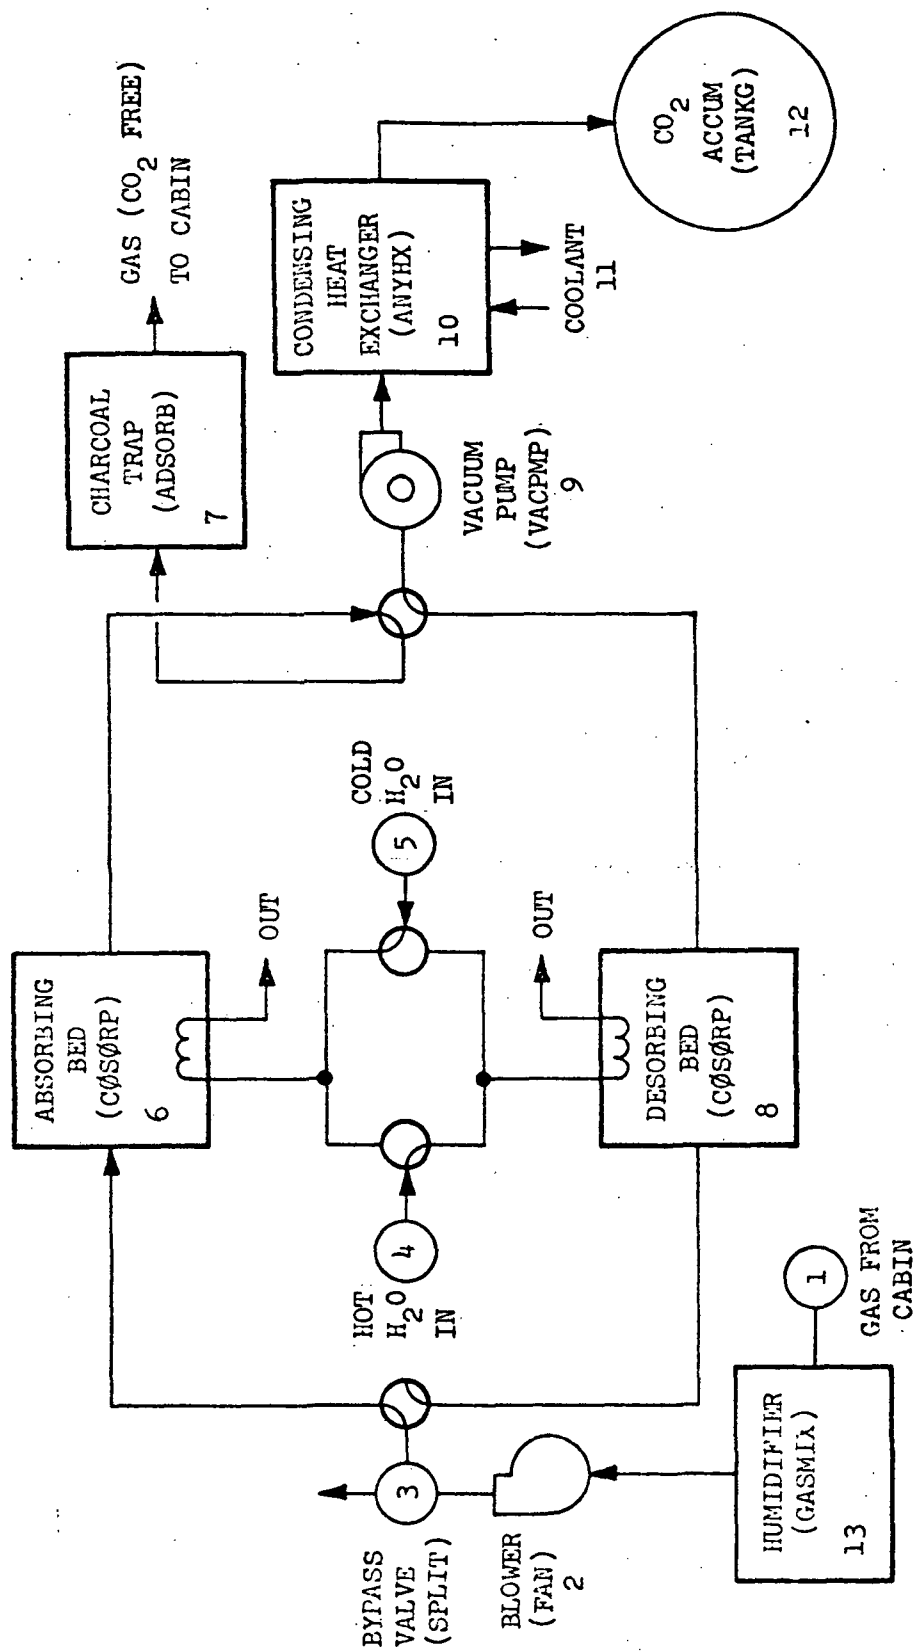 GAS (CO2 FREE)
TO CABIN
CHARCOAL
TRAP
(ADSORB)
7
CONDENSING
HEAT
EXCHANGER
(ANYHX)
10
COOLANT
11
CO2
ACCUM
(TANKG)
12
VACUUM
PUMP
(VACPMP)
9
ABSORBING
BED
(CØSØRP)
6
OUT
COLD
H2O
IN
5
HOT
H2O
IN
4
OUT
DESORBING
BED
(CØSØRP)
8
BYPASS
VALVE
(SPLIT)
3
BLOWER
(FAN)
2
HUMIDIFIER
(GASMIX)
13
1
GAS FROM
CABIN